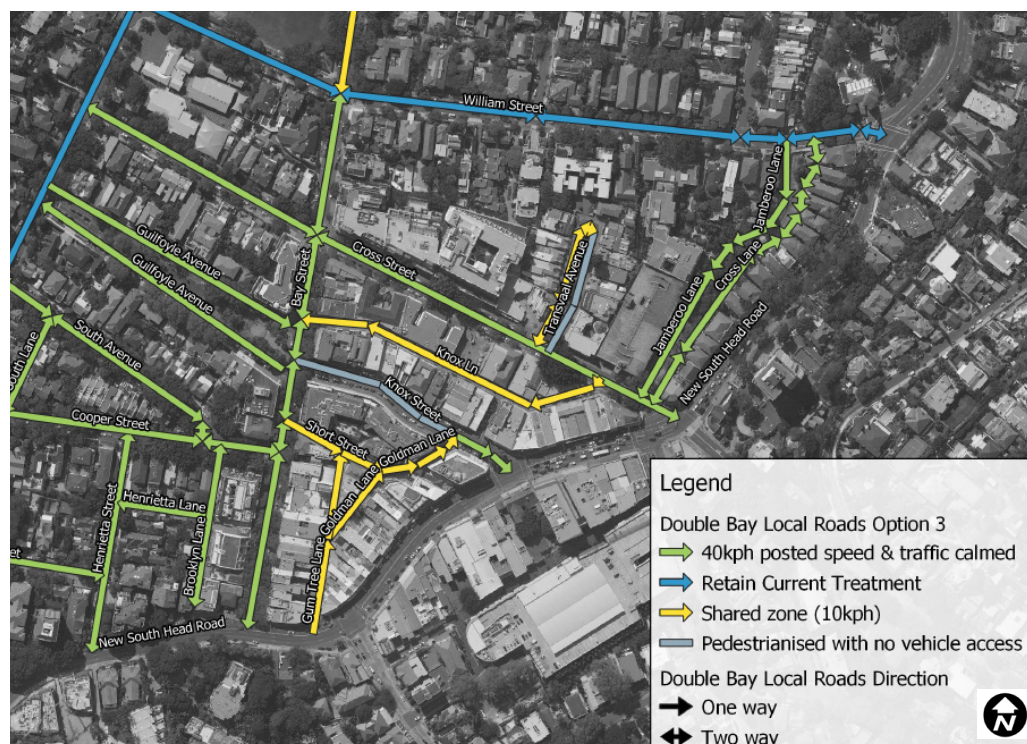 William Street
Jamberoo Lane
Guilfoyle Avenue
Guilfoyle Avenue
Bay Street
Cross Street
Transvaal Avenue
Cross Lane
Jamberoo Lane
New South Head Road
South Lane
South Avenue
Knox Ln
Knox Street
Cooper Street
Short Street
Goldman Lane
Goldman Lane
Gum Tree Lane
Henrietta Street
Henrietta Lane
Brooklyn Lane
New South Head Road
Legend
Double Bay Local Roads Option 3
40kph posted speed & traffic calmed
Retain Current Treatment
Shared zone (10kph)
Pedestrianised with no vehicle access
Double Bay Local Roads Direction
One way
Two way
N